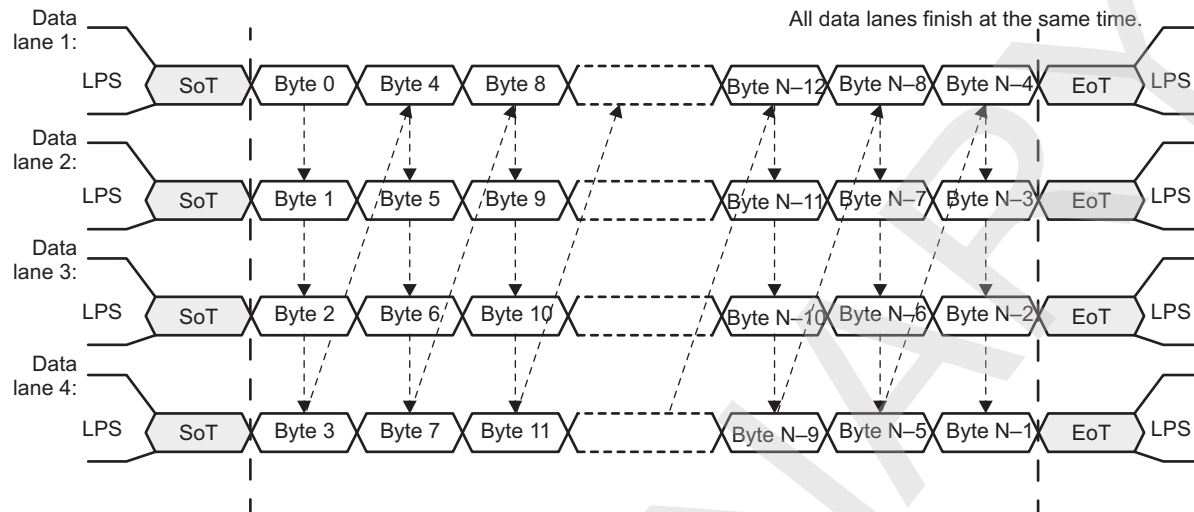 Data
lane 1:
All data lanes finish at the same time.
LPS SoT Byte 0 Byte 4 Byte 8 Byte N–12 Byte N–8 Byte N–4 EoT LPS
Data
lane 2:
LPS SoT Byte 1 Byte 5 Byte 9 Byte N–11 Byte N–7 Byte N–3 EoT LPS
Data
lane 3:
LPS SoT Byte 2 Byte 6 Byte 10 Byte N–10 Byte N–6 Byte N–2 EoT LPS
Data
lane 4:
LPS SoT Byte 3 Byte 7 Byte 11 Byte N–9 Byte N–5 Byte N–1 EoT LPS